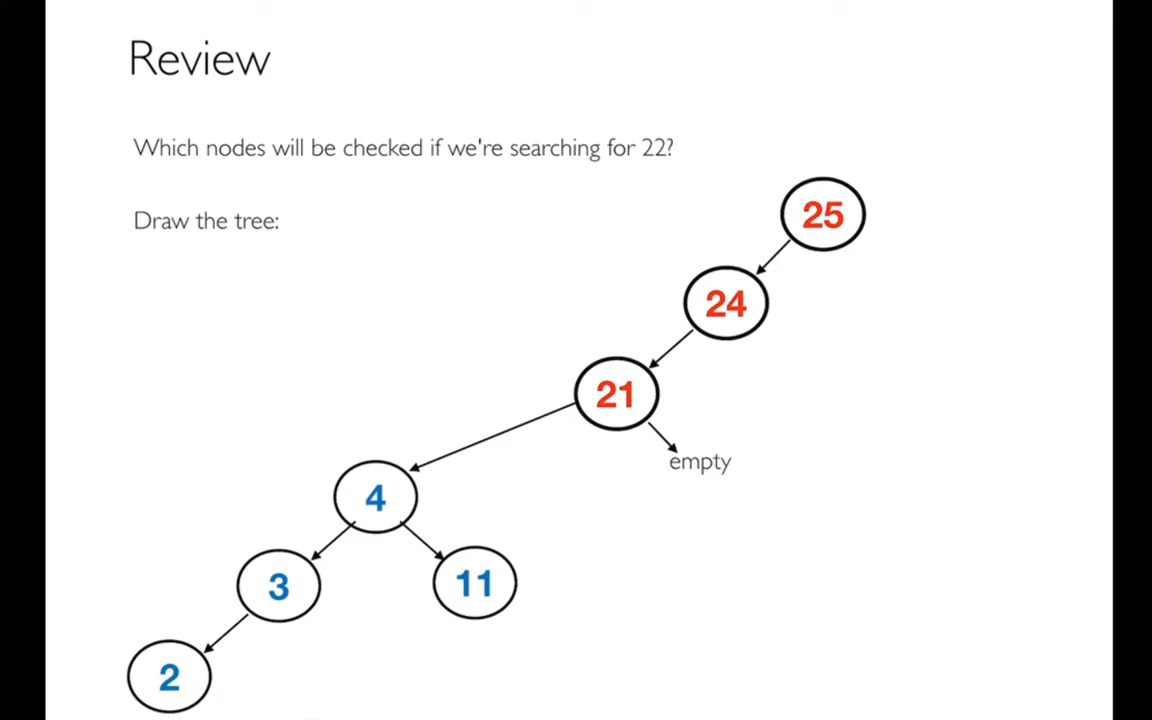 Review
Which nodes will be checked if we're searching for 22?
25
Draw the tree:
24
21
empty
4
3
11
2